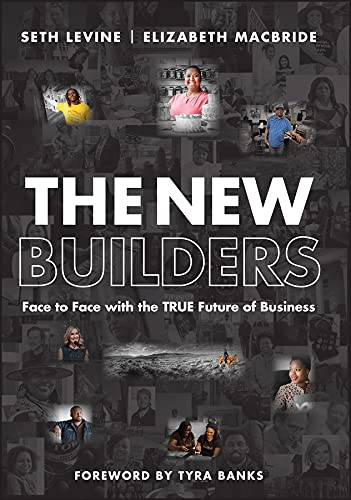 SETH LEVINE | ELIZABETH MACBRIDE
THE NEW
BUILDERS
Face to Face with the TRUE Future of Business
FOREWORD BY TYRA BANKS